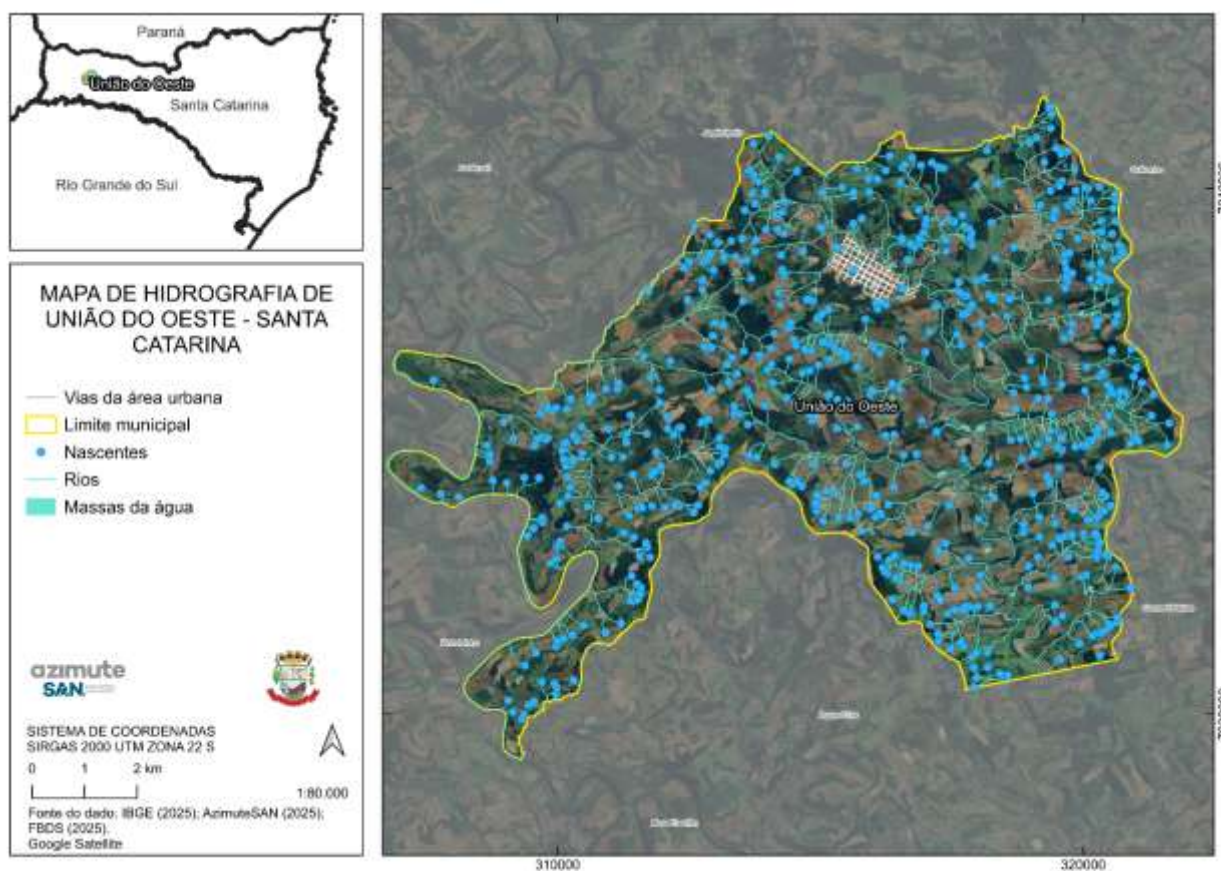 Paraná
União do Oeste
Santa Catarina
Rio Grande do Sul
MAPA DE HIDROGRAFIA DE
UNIÃO DO OESTE - SANTA
CATARINA
Vias da área urbana
Limite municipal
Nascentes
Rios
Massas da água
azimute
SAN
SISTEMA DE COORDENADAS
SIRGAS 2000 UTM ZONA 22 S
0 1 2 km
1:80.000
Fonte do dado: IBGE (2025); AzimuteSAN (2025);
FBDS (2025).
Google Satellite
União do Oeste
310000
320000